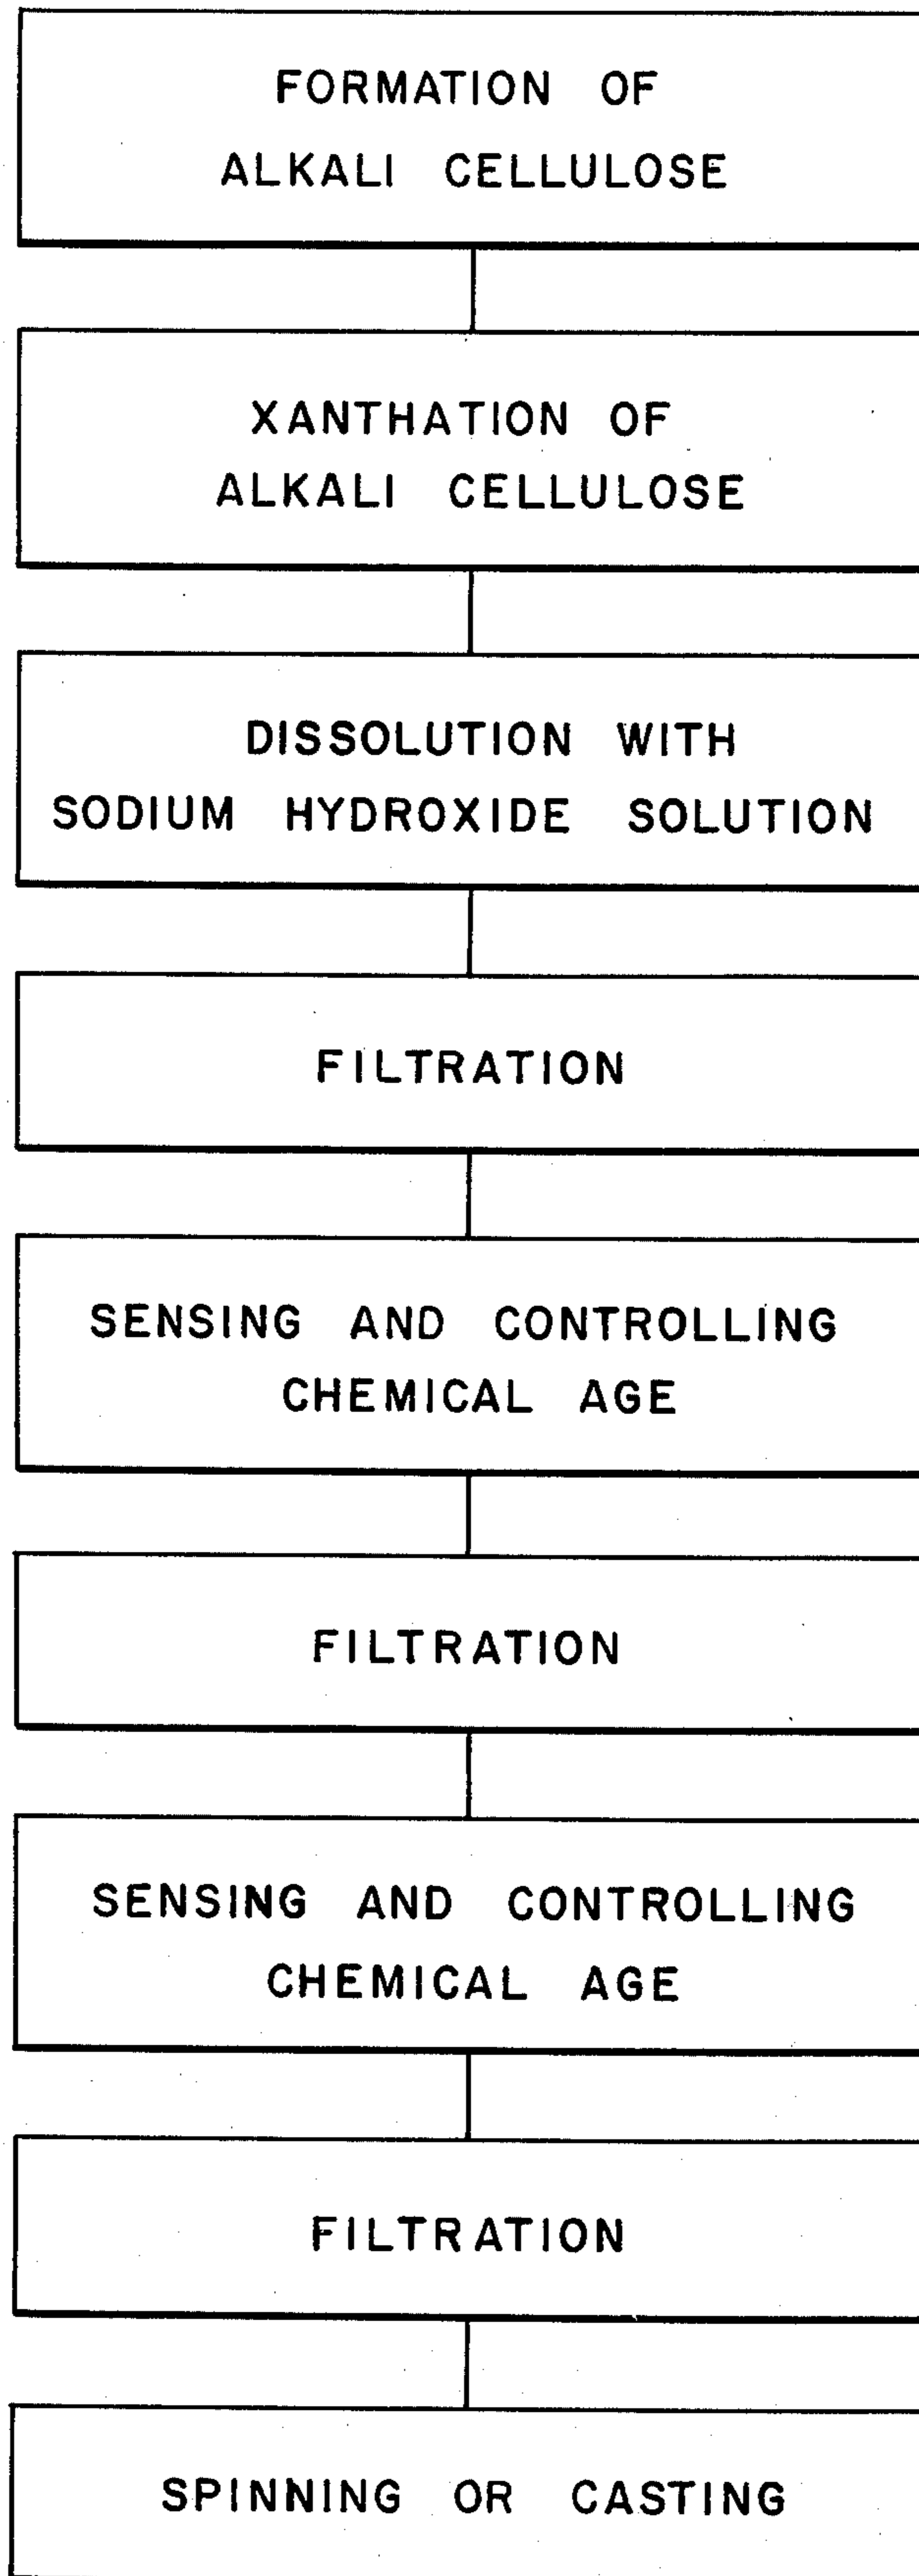 FORMATION OF
ALKALI CELLULOSE
XANTHATION OF
ALKALI CELLULOSE
DISSOLUTION WITH
SODIUM HYDROXIDE SOLUTION
FILTRATION
SENSING AND CONTROLLING
CHEMICAL AGE
FILTRATION
SENSING AND CONTROLLING
CHEMICAL AGE
FILTRATION
SPINNING OR CASTING